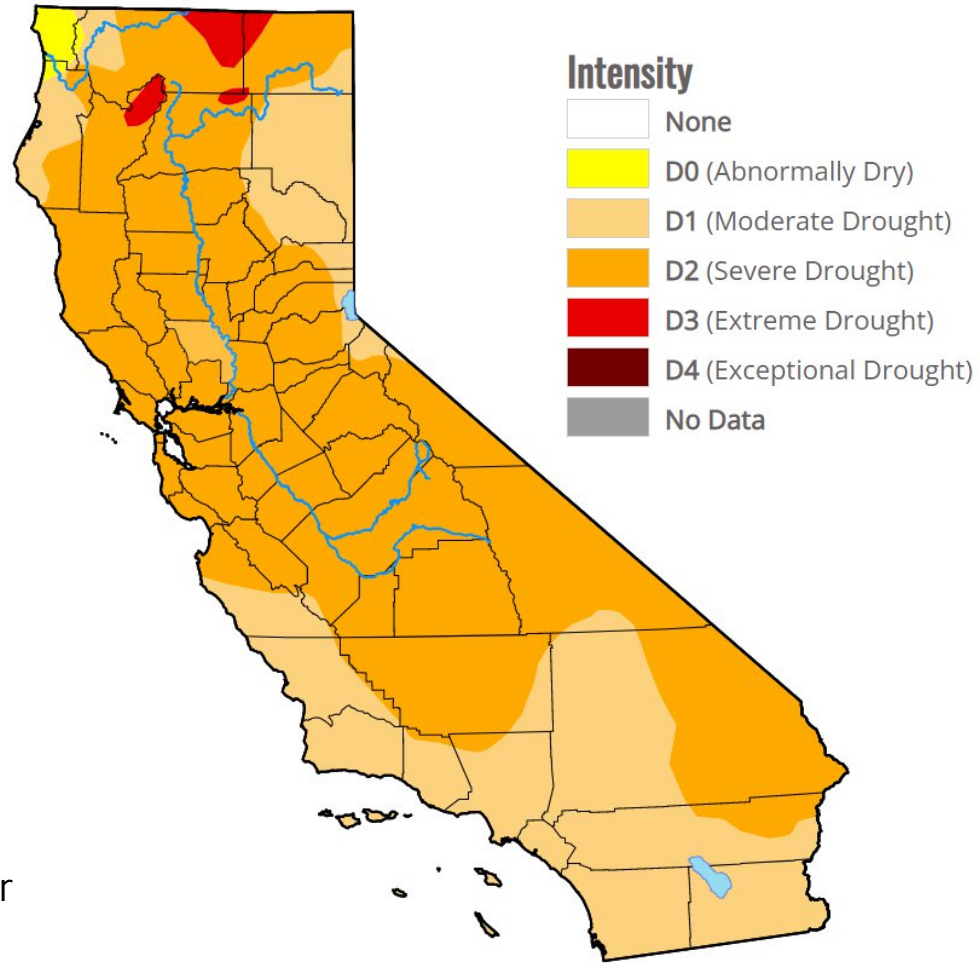 Intensity
None
D0 (Abnormally Dry)
D1 (Moderate Drought)
D2 (Severe Drought)
D3 (Extreme Drought)
D4 (Exceptional Drought)
No Data
r